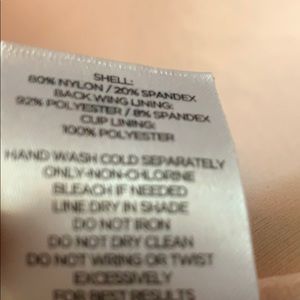 SHELL:
80% NYLON / 20% SPANDEX
BACK WING LINING:
92% POLYESTER / 8% SPANDEX
CUP LINING:
100% POLYESTER
HAND WASH COLD SEPARATELY
ONLY-NON-CHLORINE
BLEACH IF NEEDED
LINE DRY IN SHADE
DO NOT IRON
DO NOT DRY CLEAN
DO NOT WRING OR TWIST
EXCESSIVELY
FOR BEST RESULTS